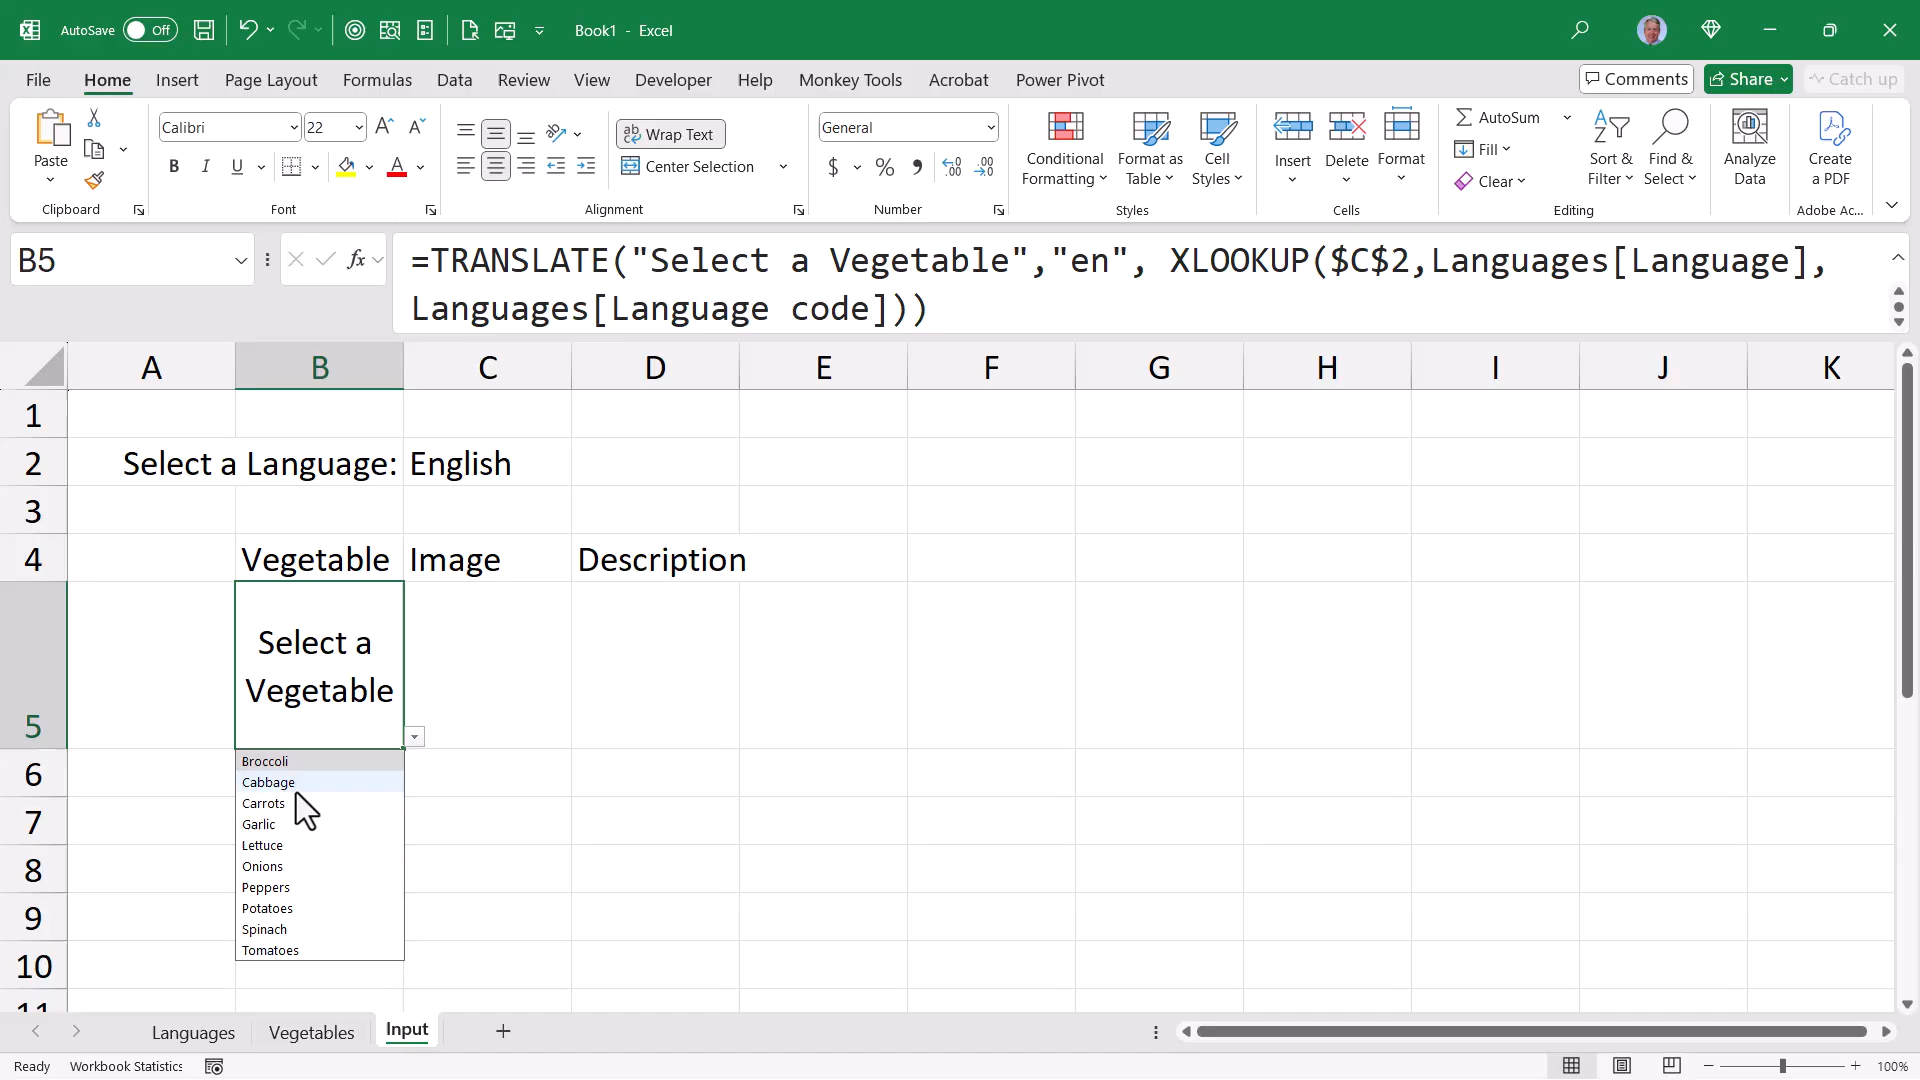 AutoSave Off Book1 - Excel
File Home Insert Page Layout Formulas Data Review View Developer Help Monkey Tools Acrobat Power Pivot Comments Share Catch up
Paste
Clipboard
Calibri 22
B I U A
Font
Wrap Text
Center Selection
Alignment
General
$ % 9 .00
Number
Conditional Formatting
Format as Table
Cell Styles
Styles
Insert Delete Format
Cells
AutoSum
Fill
Clear
Sort & Filter
Find & Select
Editing
Analyze Data
Create a PDF
Adobe Ac...
B5 fx =TRANSLATE("Select a Vegetable","en", XLOOKUP($C$2,Languages[Language],
Languages[Language code]))
A B C D E F G H I J K
1
2 Select a Language: English
3
4 Vegetable Image Description
Select a
Vegetable
5
Broccoli
6
Cabbage
Carrots
7
Garlic
Lettuce
8
Onions
Peppers
9
Potatoes
Spinach
10
Tomatoes
11
Languages Vegetables Input
Ready Workbook Statistics 100%